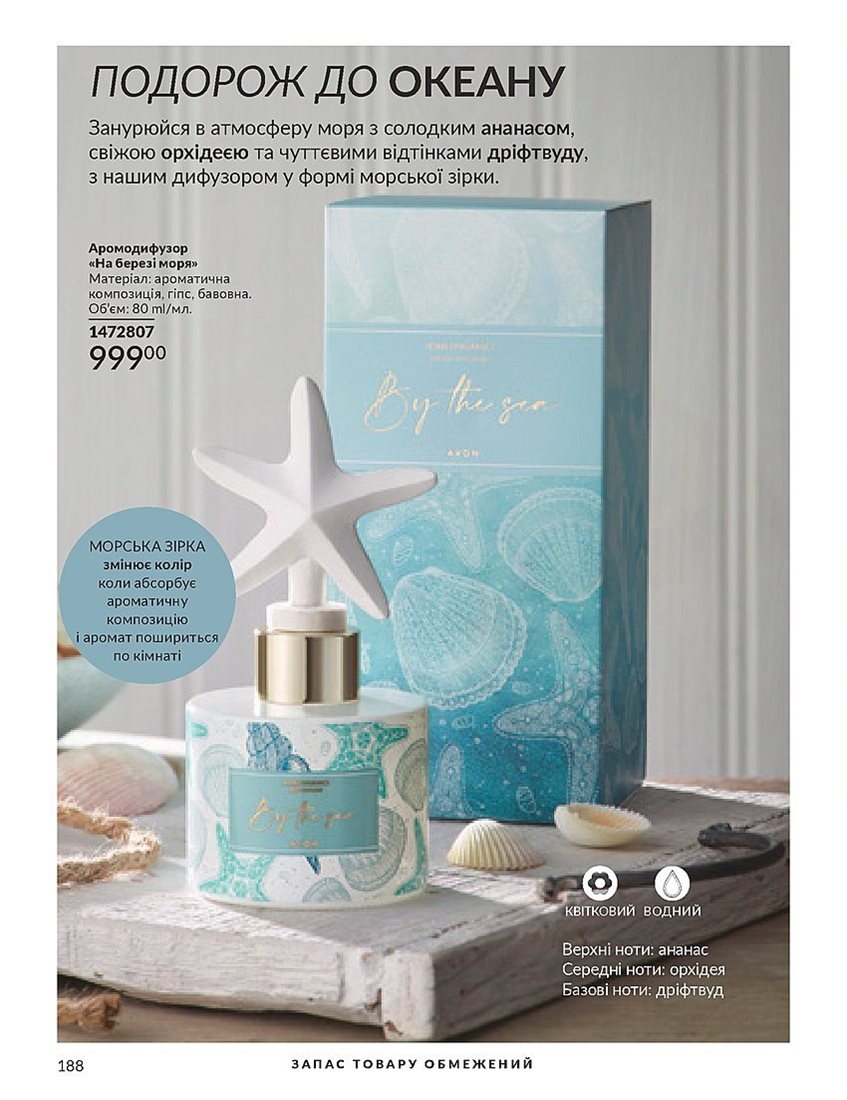 ПОДОРОЖ ДО ОКЕАНУ
Занурюйся в атмосферу моря з солодким ананасом,
свіжою орхідеєю та чуттєвими відтінками дріфтвуду,
з нашим дифузором у формі морської зірки.
Аромодифузор
«На березі моря»
Матеріал: ароматична
композиція, гіпс, бавовна.
Об'єм: 80 ml/мл.
1472807
999⁰⁰
HOME FRAGRANCE
By the sea
AVON
МОРСЬКА ЗІРКА
змінює колір
коли абсорбує
ароматичну
композицію
і аромат пошириться
по кімнаті
By the sea
AVON
КВІТКОВИЙ ВОДНИЙ
Верхні ноти: ананас
Середні ноти: орхідея
Базові ноти: дріфтвуд
188
ЗАПАС ТОВАРУ ОБМЕЖЕНИЙ